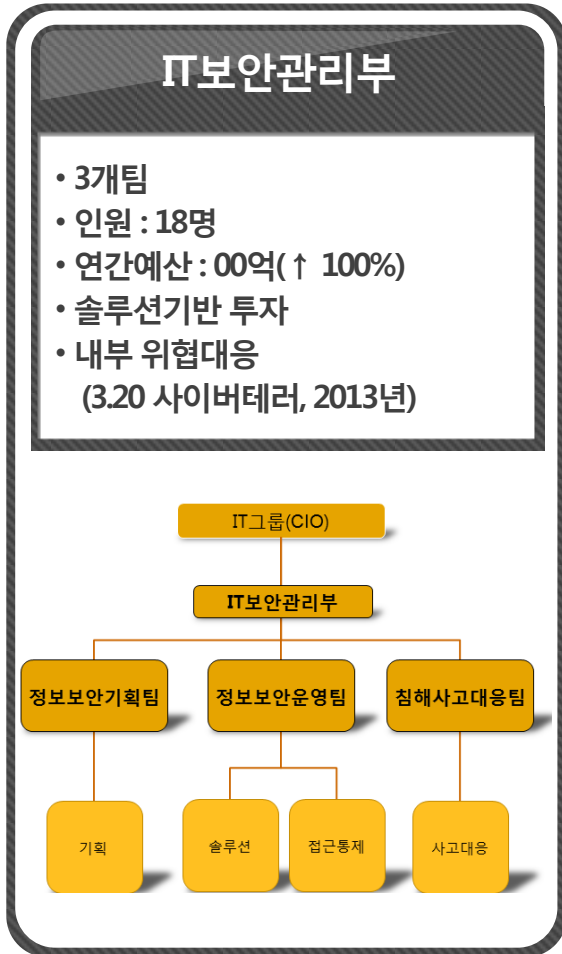 IT보안관리부
• 3개팀
• 인원 : 18명
• 연간예산 : 00억(↑ 100%)
• 솔루션기반 투자
• 내부 위협대응
(3.20 사이버테러, 2013년)
IT그룹(CIO)
IT보안관리부
정보보안기획팀
정보보안운영팀
침해사고대응팀
기획
솔루션
접근통제
사고대응